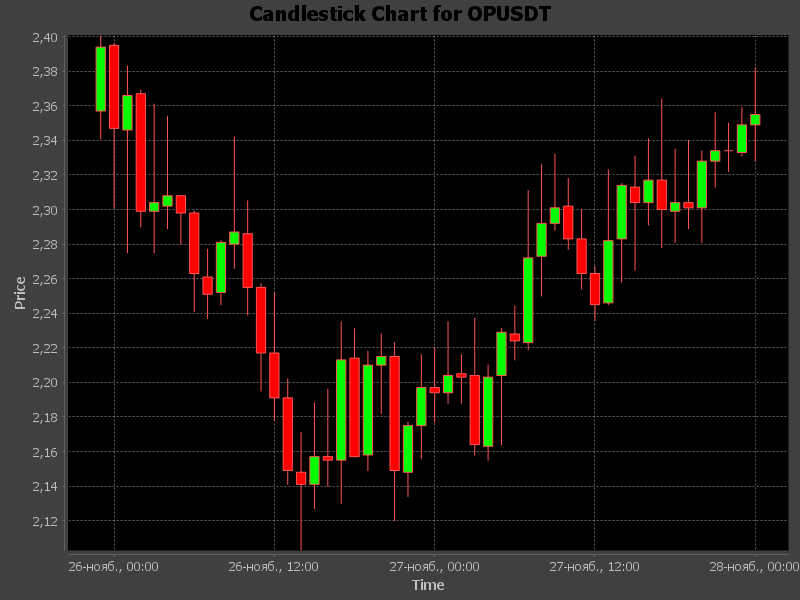 Candlestick Chart for OPUSDT
2,40
2,38
2,36
2,34
2,32
2,30
2,28
2,26
2,24
2,22
2,20
2,18
2,16
2,14
2,12
Price
26-нояб., 00:00
26-нояб., 12:00
27-нояб., 00:00
27-нояб., 12:00
28-нояб., 00:00
Time